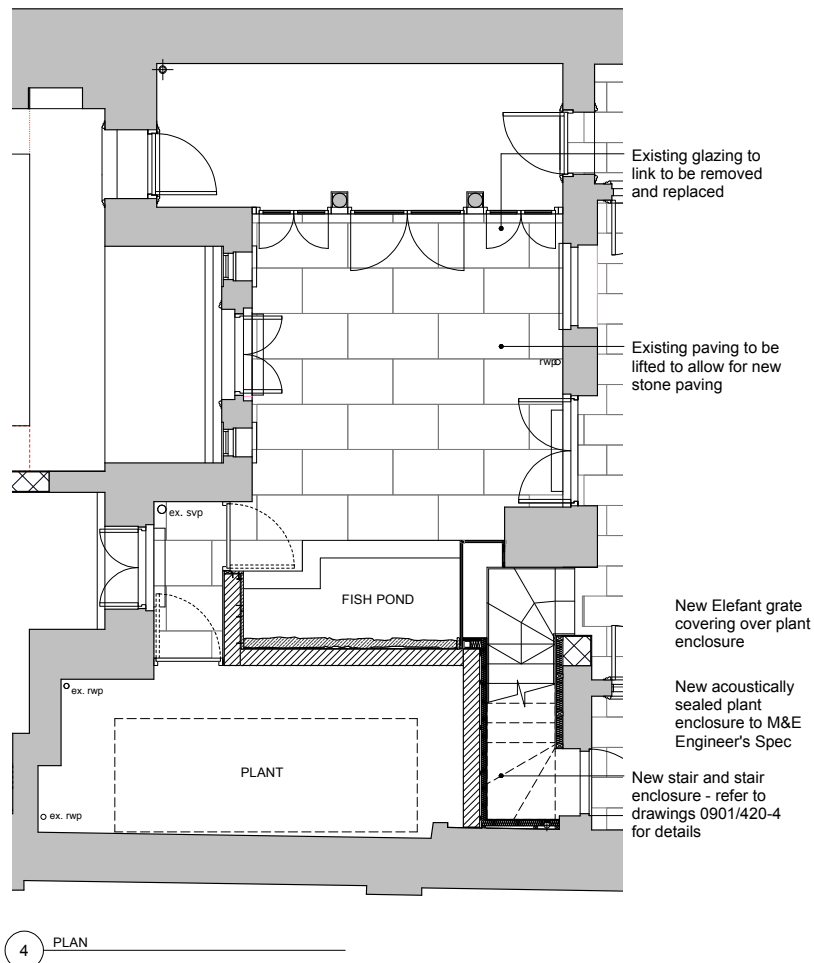 Existing glazing to
link to be removed
and replaced
Existing paving to be
lifted to allow for new
stone paving
rwp
ex. svp
FISH POND
New Elefant grate
covering over plant
enclosure
ex. rwp
New acoustically
sealed plant
enclosure to M&E
Engineer's Spec
PLANT
New stair and stair
enclosure - refer to
drawings 0901/420-4
for details
ex. rwp
4 PLAN